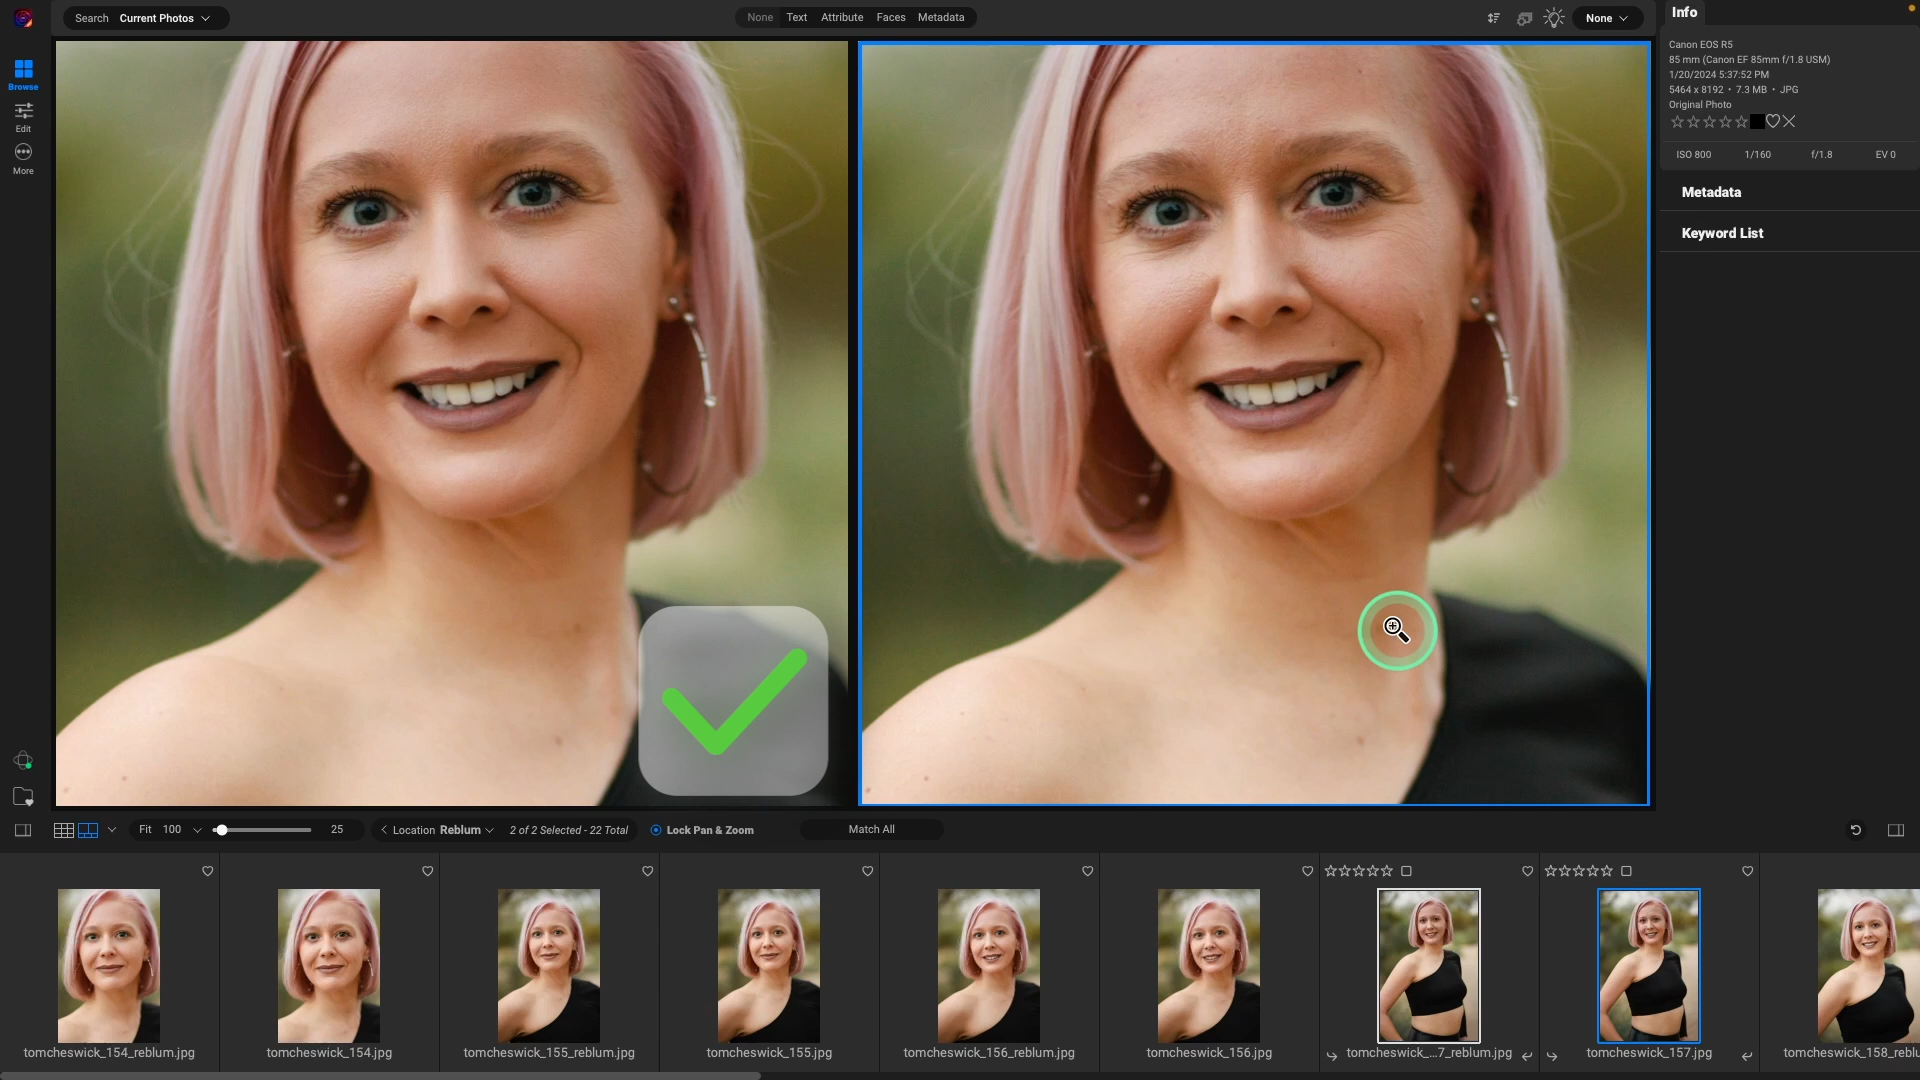 Search Current Photos
None Text Attribute Faces Metadata
None
Info
Canon EOS R5
85 mm (Canon EF 85mm f/1.8 USM)
1/20/2024 5:37:52 PM
5464 x 8192 • 7.3 MB • JPG
Original Photo
ISO 800 1/160 f/1.8 EV 0
Metadata
Keyword List
Browse
Edit
More
Fit 100 25 Location Reblum 2 of 2 Selected - 22 Total Lock Pan & Zoom Match All
tomcheswick_154_reblum.jpg tomcheswick_154.jpg tomcheswick_155_reblum.jpg tomcheswick_155.jpg tomcheswick_156_reblum.jpg tomcheswick_156.jpg tomcheswick_...7_reblum.jpg tomcheswick_157.jpg tomcheswick_158_reblu